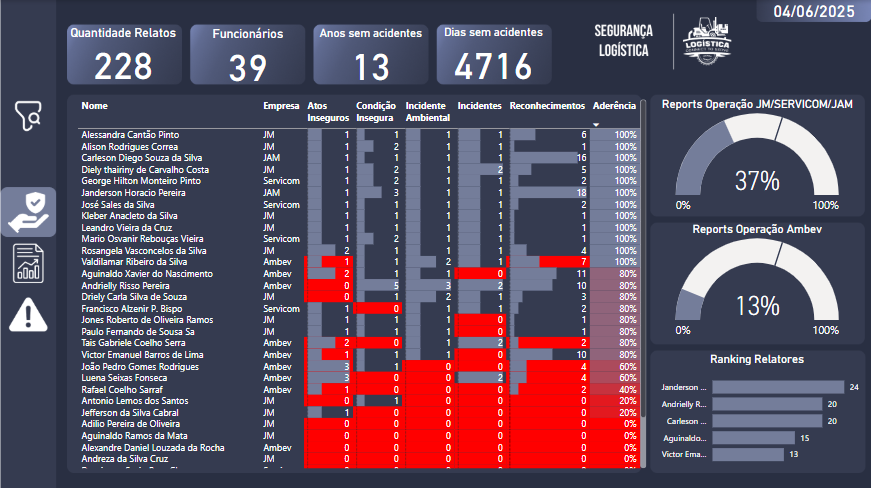 04/06/2025
Quantidade Relatos
228
Funcionários
39
Anos sem acidentes
13
Dias sem acidentes
4716
SEGURANÇA
LOGÍSTICA
LOGÍSTICA
Nome Empresa Atos Inseguros Condição Insegura Incidente Ambiental Incidentes Reconhecimentos Aderência
Alessandra Cantão Pinto JM 1 1 1 1 6 100%
Alison Rodrigues Correa JM 1 2 1 1 1 100%
Carleson Diego Souza da Silva JAM 1 1 1 1 16 100%
Diely thairiny de Carvalho Costa JM 1 2 1 2 5 100%
George Hilton Monteiro Pinto Servicom 1 2 1 1 2 100%
Janderson Horacio Pereira JAM 1 3 1 1 18 100%
José Sales da Silva Servicom 1 1 1 1 2 100%
Kleber Anacleto da Silva JM 1 1 1 1 1 100%
Leandro Vieira da Cruz JM 1 1 1 1 1 100%
Mario Osvanir Rebouças Vieira Servicom 1 2 1 1 1 100%
Rosangela Vasconcelos da Silva JM 2 1 1 1 4 100%
Valdilamar Ribeiro da Silva Ambev 1 1 2 1 7 100%
Aguinaldo Xavier do Nascimento Ambev 2 1 1 0 11 80%
Andrielly Risso Pereira Ambev 0 5 3 2 10 80%
Driely Carla Silva de Souza JM 0 1 2 1 3 80%
Francisco Alzenir P. Bispo Servicom 1 0 1 1 2 80%
Jones Roberto de Oliveira Ramos JM 1 1 1 0 1 80%
Paulo Fernando de Sousa Sa JM 1 1 1 0 1 80%
Tais Gabriele Coelho Serra Ambev 2 0 1 2 2 80%
Victor Emanuel Barros de Lima Ambev 1 1 1 0 10 80%
João Pedro Gomes Rodrigues Ambev 3 1 0 0 4 60%
Luena Seixas Fonseca Ambev 3 0 0 2 4 60%
Rafael Coelho Sarraf Ambev 1 0 0 0 2 40%
Antonio Lemos dos Santos JM 0 1 0 0 0 20%
Jefferson da Silva Cabral JM 1 0 0 0 0 20%
Adilio Pereira de Oliveira JM 0 0 0 0 0 0%
Aguinaldo Ramos da Mata JM 0 0 0 0 0 0%
Alexandre Daniel Louzada da Rocha Ambev 0 0 0 0 0 0%
Andreza da Silva Cruz JM 0 0 0 0 0 0%
Reports Operação JM/SERVICOM/JAM
37%
0% 100%
Reports Operação Ambev
13%
0% 100%
Ranking Relatores
Janderson ... 24
Andrielly R... 20
Carleson ... 20
Aguinaldo... 15
Victor Ema... 13